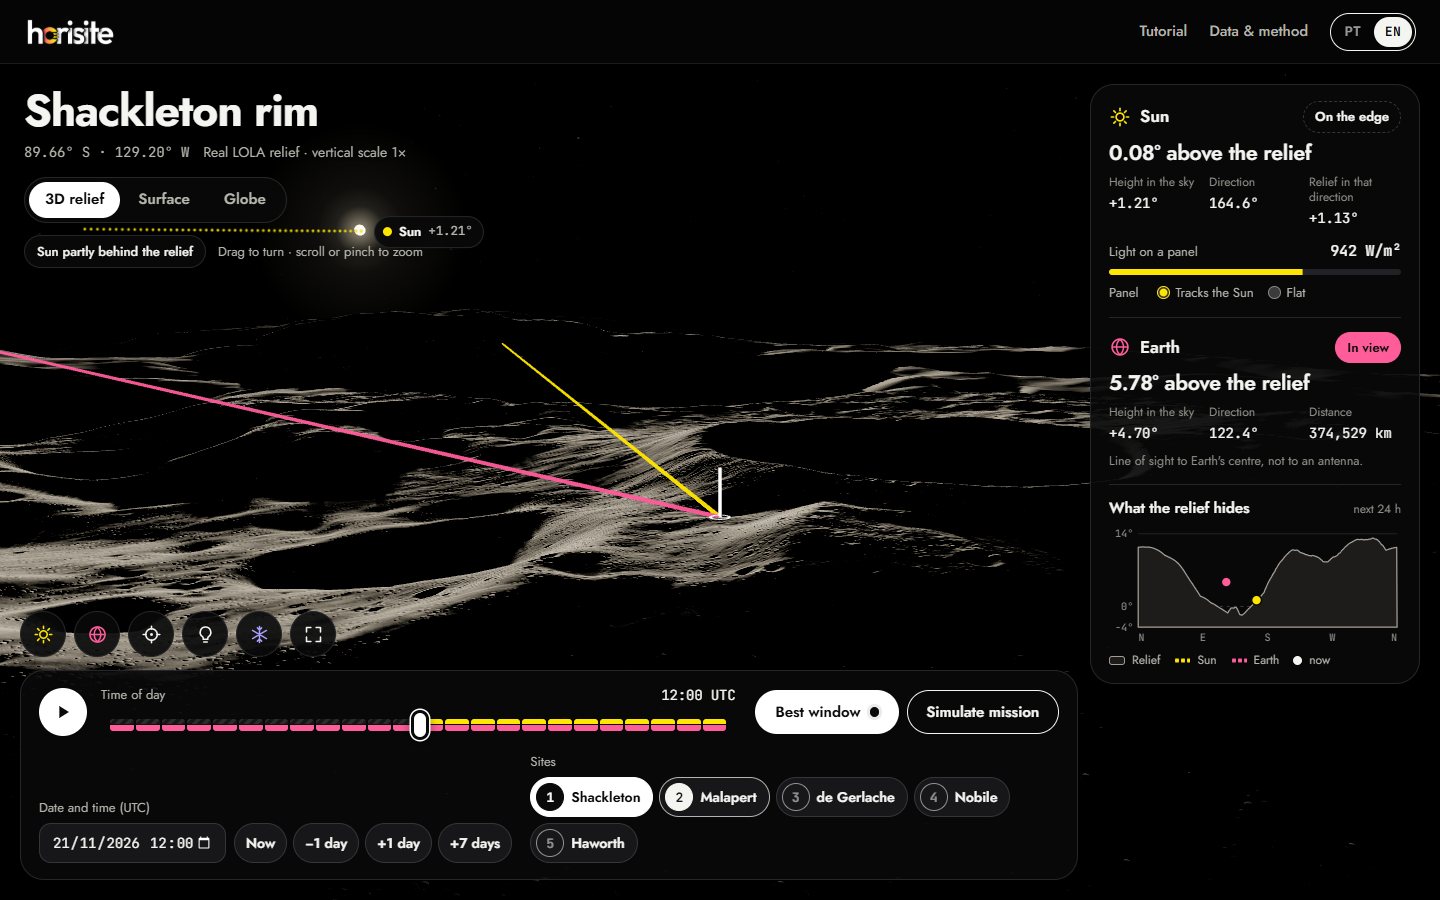 horisite
Tutorial
Data & method
PT
EN
Shackleton rim
89.66° S · 129.20° W Real LOLA relief · vertical scale 1×
3D relief
Surface
Globe
Sun +1.21°
Sun partly behind the relief
Drag to turn · scroll or pinch to zoom
Sun
On the edge
0.08° above the relief
Height in the sky
+1.21°
Direction
164.6°
Relief in that
direction
+1.13°
Light on a panel
942 W/m²
Panel
Tracks the Sun
Flat
Earth
In view
5.78° above the relief
Height in the sky
+4.70°
Direction
122.4°
Distance
374,529 km
Line of sight to Earth's centre, not to an antenna.
What the relief hides
next 24 h
14°
0°
-4°
N E S W N
Relief
Sun
Earth
now
Time of day
12:00 UTC
Best window
Simulate mission
Date and time (UTC)
21/11/2026 12:00
Now
−1 day
+1 day
+7 days
Sites
1 Shackleton
2 Malapert
3 de Gerlache
4 Nobile
5 Haworth